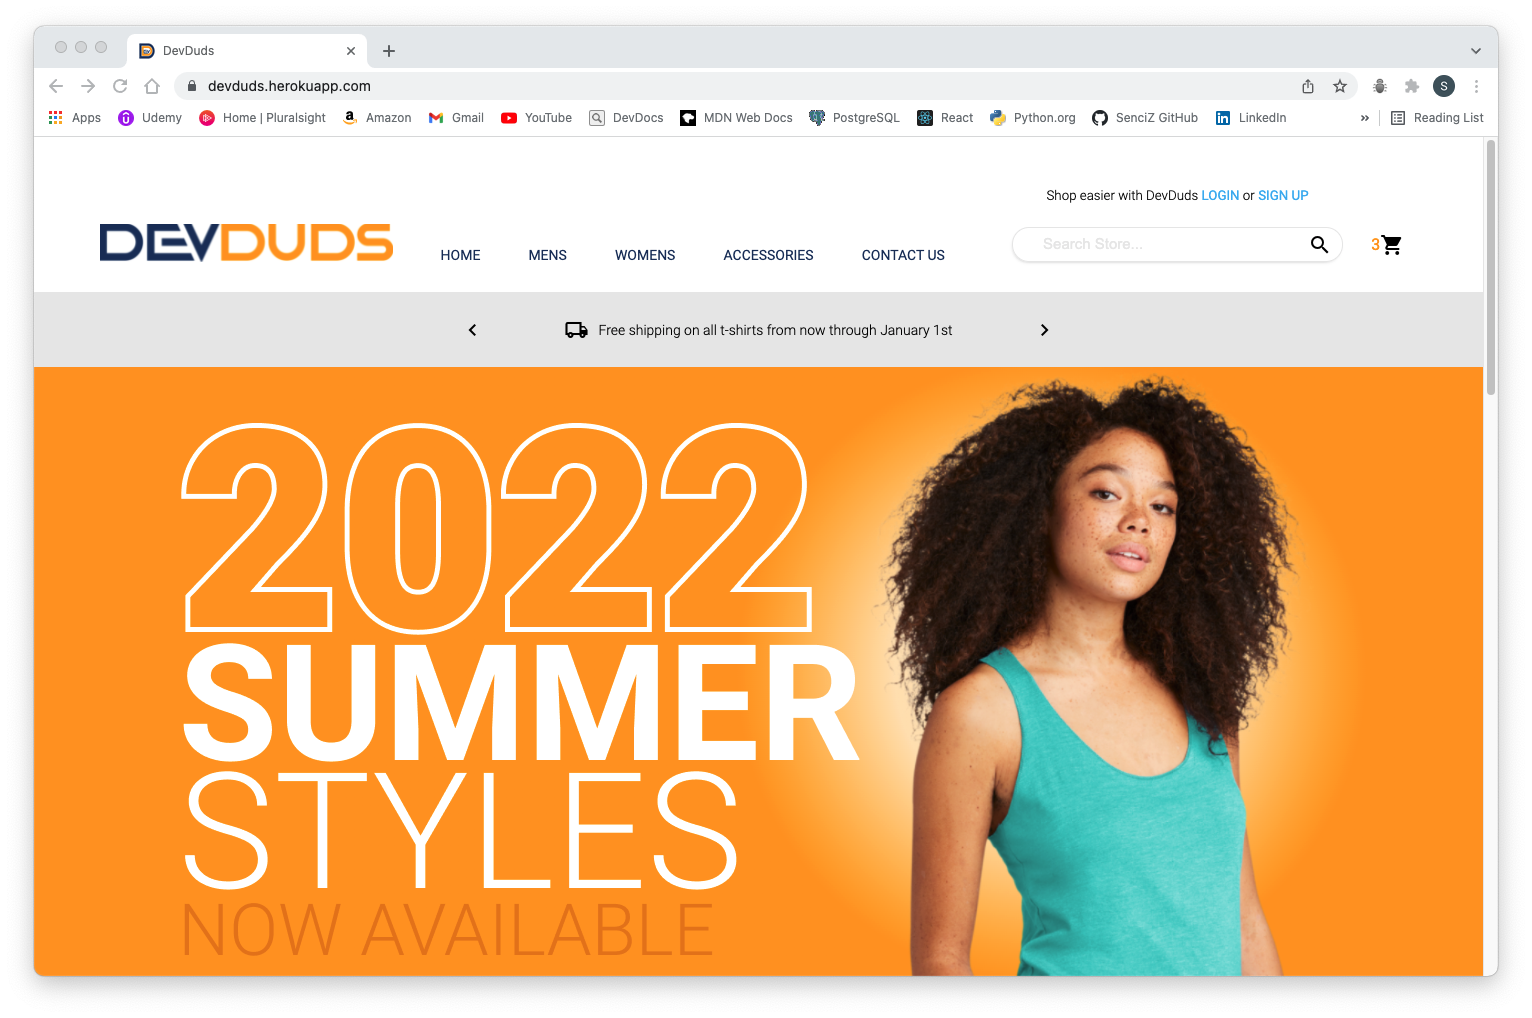 DevDuds
devduds.herokuapp.com
S
Apps Udemy Home | Pluralsight Amazon Gmail YouTube DevDocs MDN Web Docs PostgreSQL React Python.org SenciZ GitHub LinkedIn » Reading List
Shop easier with DevDuds LOGIN or SIGN UP
DEVDUDS HOME MENS WOMENS ACCESSORIES CONTACT US Search Store... 3
Free shipping on all t-shirts from now through January 1st
2022
SUMMER
STYLES
NOW AVAILABLE